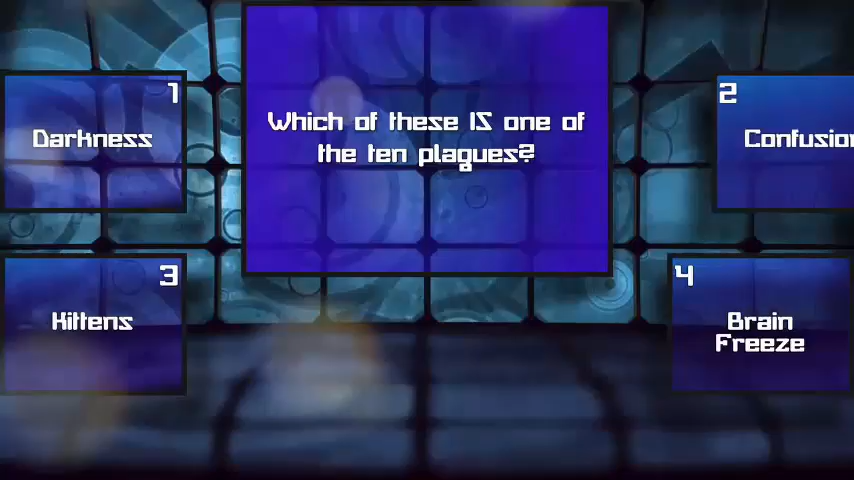 Which of these IS one of
the ten plagues?
1
Darkness
2
Confusion
3
Kittens
4
Brain
Freeze